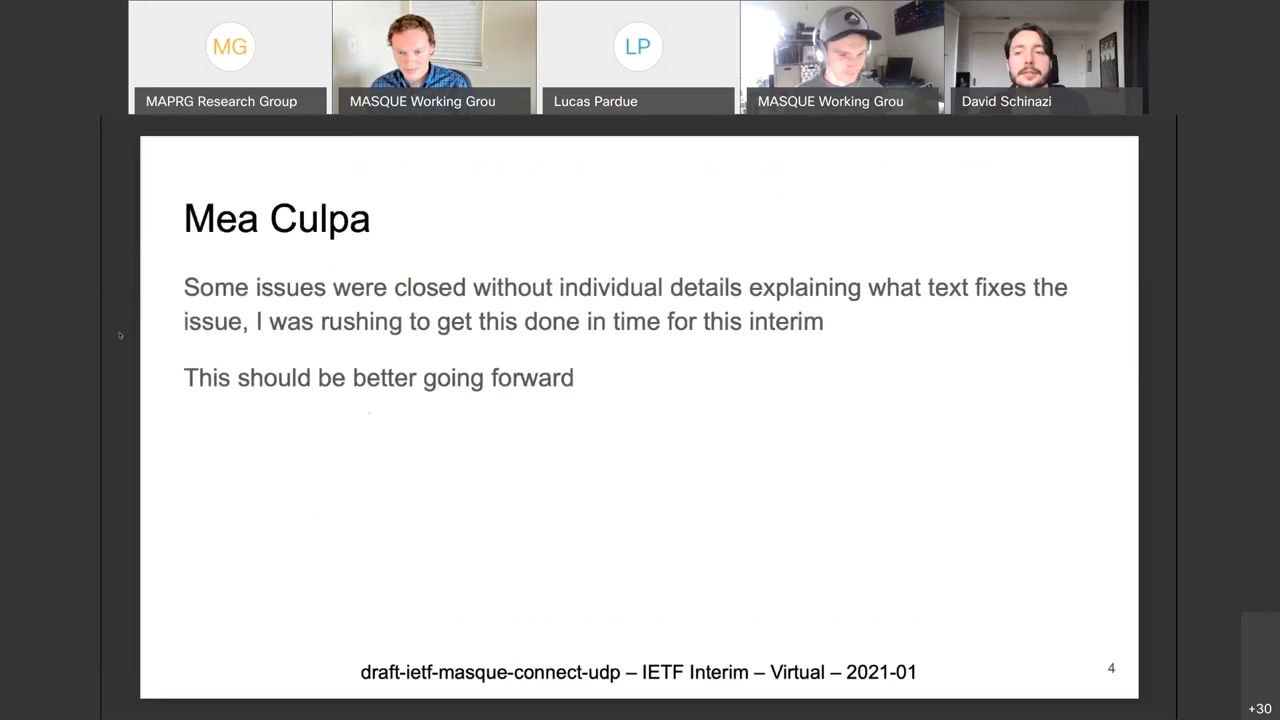 MG
LP
MAPRG Research Group
MASQUE Working Grou
Lucas Pardue
MASQUE Working Grou
David Schinazi
Mea Culpa
Some issues were closed without individual details explaining what text fixes the
issue, I was rushing to get this done in time for this interim
This should be better going forward
draft-ietf-masque-connect-udp – IETF Interim – Virtual – 2021-01
4
+30